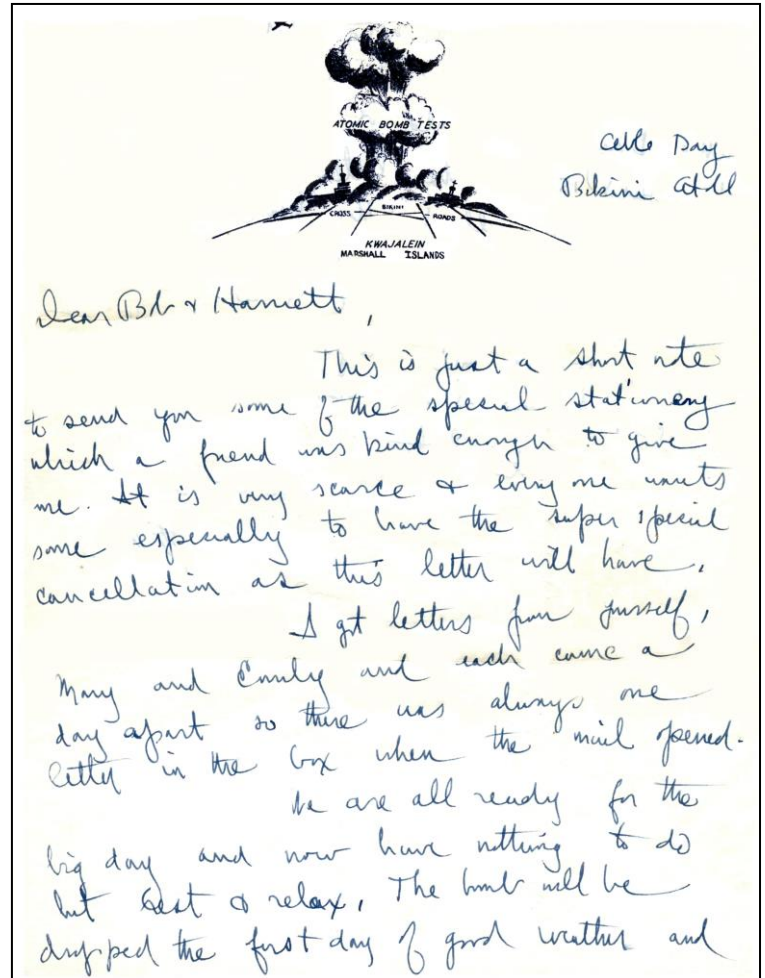 ATOMIC BOMB TESTS
CROSS BIKINI ROADS
KWAJALEIN
MARSHALL ISLANDS
Able Day
Bikini Atoll
Dear Bob & Harriett,
This is just a short note
to send you some of the special stationery
which a friend was kind enough to give
me. It is very scarce & every one wants
some especially to have the super special
cancellation as this letter will have.
I got letters from yourself,
Mary and Emily and each came a
day apart so there was always one
letter in the box when the mail opened.
We are all ready for the
big day and now have nothing to do
but rest & relax. The bomb will be
dropped the first day of good weather and